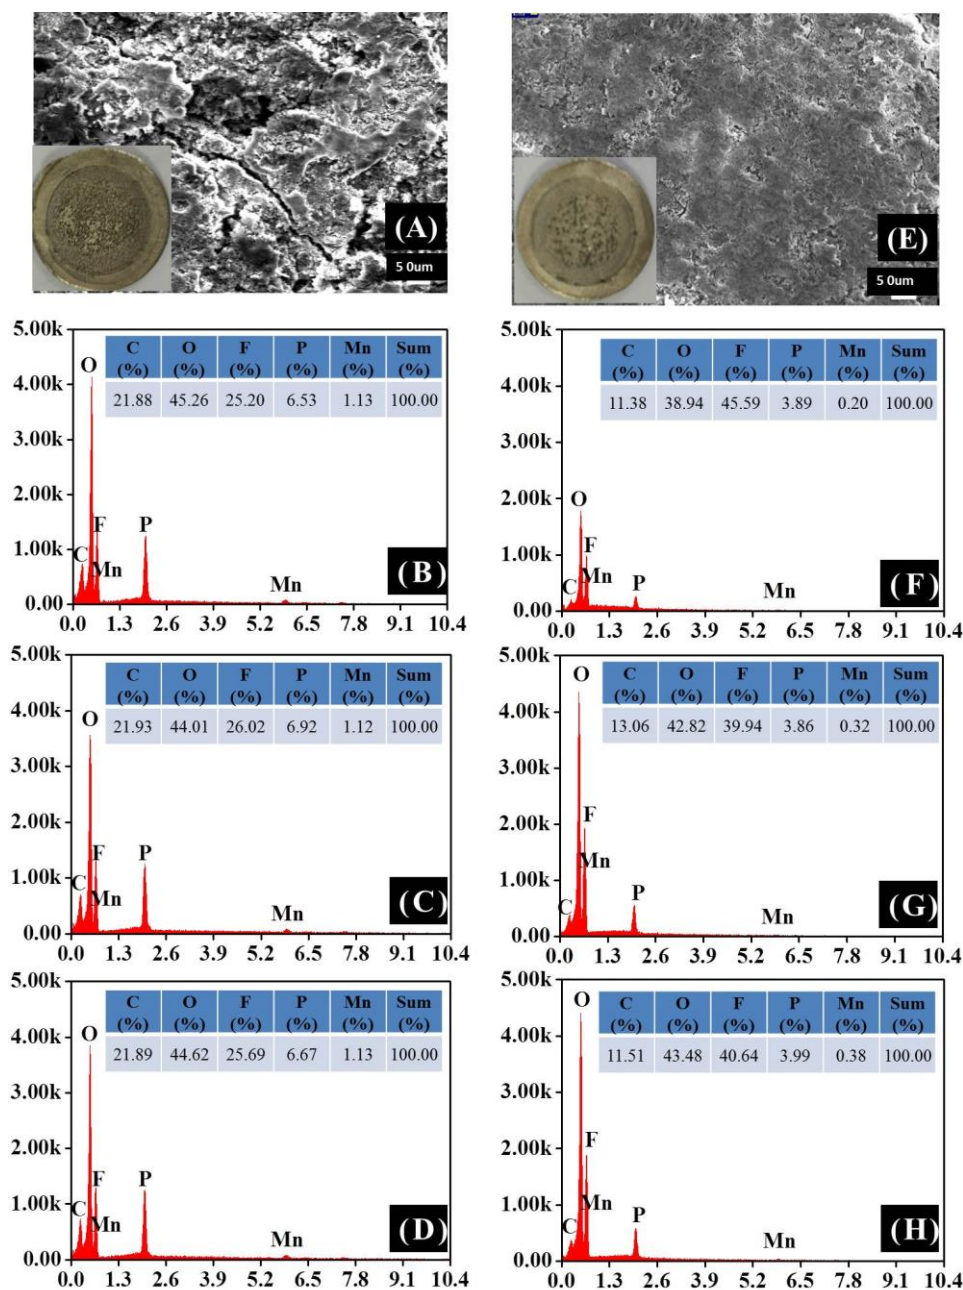 (A)
5 0um
(E)
5 0um
5.00k
4.00k
3.00k
2.00k
1.00k
0.00
C (%) O (%) F (%) P (%) Mn (%) Sum (%)
21.88 45.26 25.20 6.53 1.13 100.00
O
F
P
C
Mn
Mn
(B)
0.0 1.3 2.6 3.9 5.2 6.5 7.8 9.1 10.4
5.00k
4.00k
3.00k
2.00k
1.00k
0.00
C (%) O (%) F (%) P (%) Mn (%) Sum (%)
11.38 38.94 45.59 3.89 0.20 100.00
O
F
C
Mn
P
Mn
(F)
0.0 1.3 2.6 3.9 5.2 6.5 7.8 9.1 10.4
5.00k
4.00k
3.00k
2.00k
1.00k
0.00
C (%) O (%) F (%) P (%) Mn (%) Sum (%)
21.93 44.01 26.02 6.92 1.12 100.00
O
F
P
C
Mn
Mn
(C)
0.0 1.3 2.6 3.9 5.2 6.5 7.8 9.1 10.4
5.00k
4.00k
3.00k
2.00k
1.00k
0.00
C (%) O (%) F (%) P (%) Mn (%) Sum (%)
13.06 42.82 39.94 3.86 0.32 100.00
O
F
Mn
C
P
Mn
(G)
0.0 1.3 2.6 3.9 5.2 6.5 7.8 9.1 10.4
5.00k
4.00k
3.00k
2.00k
1.00k
0.00
C (%) O (%) F (%) P (%) Mn (%) Sum (%)
21.89 44.62 25.69 6.67 1.13 100.00
O
F
P
C
Mn
Mn
(D)
0.0 1.3 2.6 3.9 5.2 6.5 7.8 9.1 10.4
5.00k
4.00k
3.00k
2.00k
1.00k
0.00
C (%) O (%) F (%) P (%) Mn (%) Sum (%)
11.51 43.48 40.64 3.99 0.38 100.00
O
F
Mn
C
P
Mn
(H)
0.0 1.3 2.6 3.9 5.2 6.5 7.8 9.1 10.4